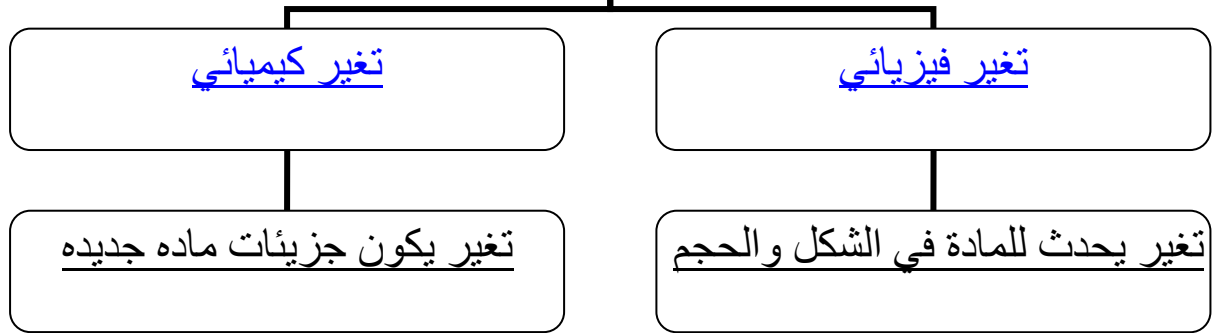 تغير فيزيائي
تغير كيميائي
تغير يحدث للمادة في الشكل والحجم
تغير يكون جزيئات ماده جديده